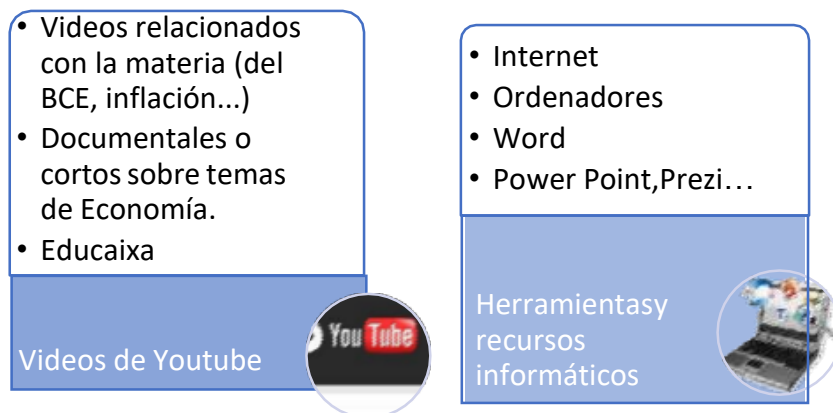 • Videos relacionados
con la materia (del
BCE, inflación...)
• Documentales o
cortos sobre temas
de Economía.
• Educaixa
Videos de Youtube
You Tube
• Internet
• Ordenadores
• Word
• Power Point,Prezi…
Herramientasy
recursos
informáticos